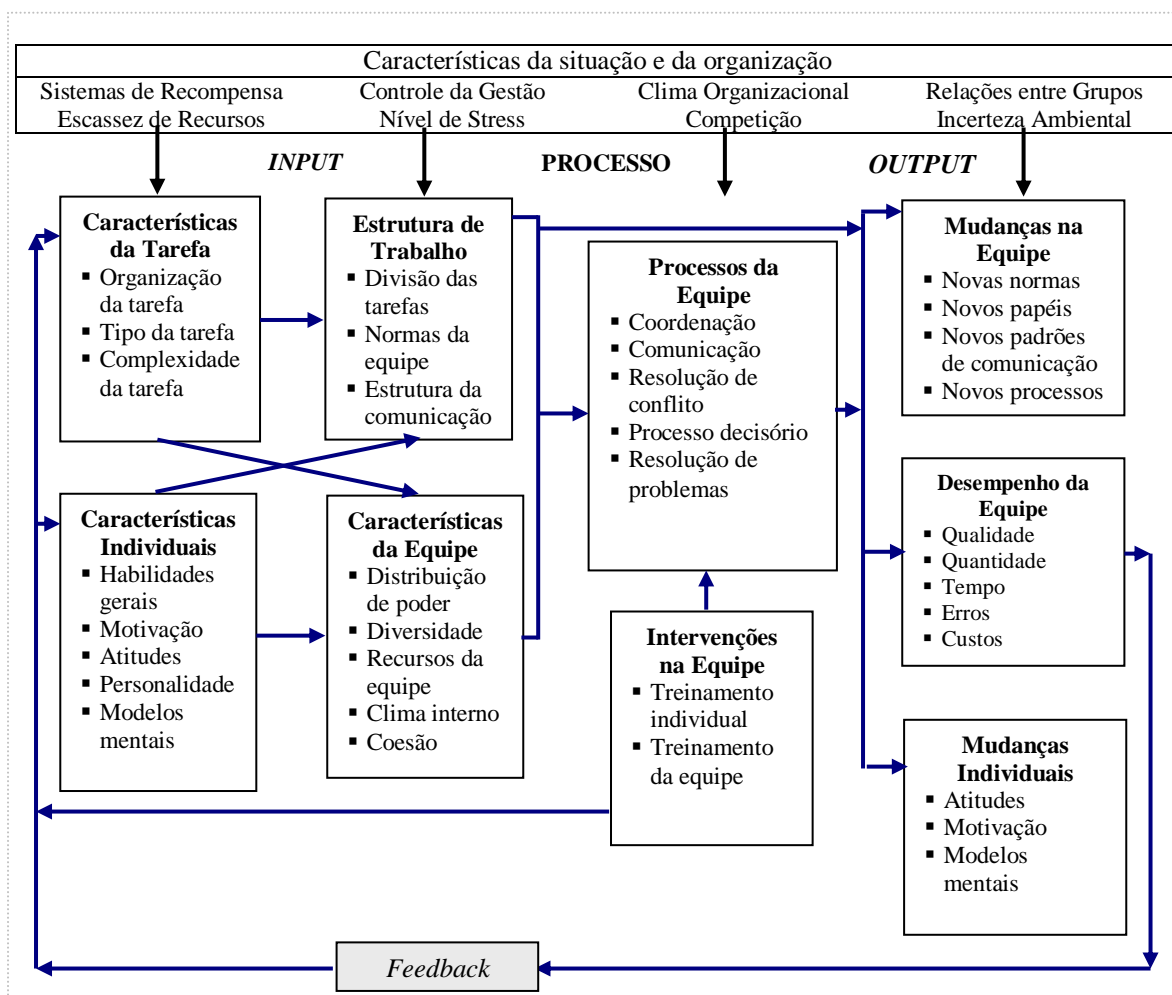 Características da situação e da organização
Sistemas de Recompensa
Escassez de Recursos
Controle da Gestão
Nível de Stress
Clima Organizacional
Competição
Relações entre Grupos
Incerteza Ambiental
INPUT
PROCESSO
OUTPUT
Características
da Tarefa
▪ Organização
da tarefa
▪ Tipo da tarefa
▪ Complexidade
da tarefa
Estrutura de
Trabalho
▪ Divisão das
tarefas
▪ Normas da
equipe
▪ Estrutura da
comunicação
Processos da
Equipe
▪ Coordenação
▪ Comunicação
▪ Resolução de
conflito
▪ Processo decisório
▪ Resolução de
problemas
Mudanças na
Equipe
▪ Novas normas
▪ Novos papéis
▪ Novos padrões
de comunicação
▪ Novos processos
Características
Individuais
▪ Habilidades
gerais
▪ Motivação
▪ Atitudes
▪ Personalidade
▪ Modelos
mentais
Características
da Equipe
▪ Distribuição
de poder
▪ Diversidade
▪ Recursos da
equipe
▪ Clima interno
▪ Coesão
Intervenções
na Equipe
▪ Treinamento
individual
▪ Treinamento
da equipe
Desempenho da
Equipe
▪ Qualidade
▪ Quantidade
▪ Tempo
▪ Erros
▪ Custos
Mudanças
Individuais
▪ Atitudes
▪ Motivação
▪ Modelos
mentais
Feedback